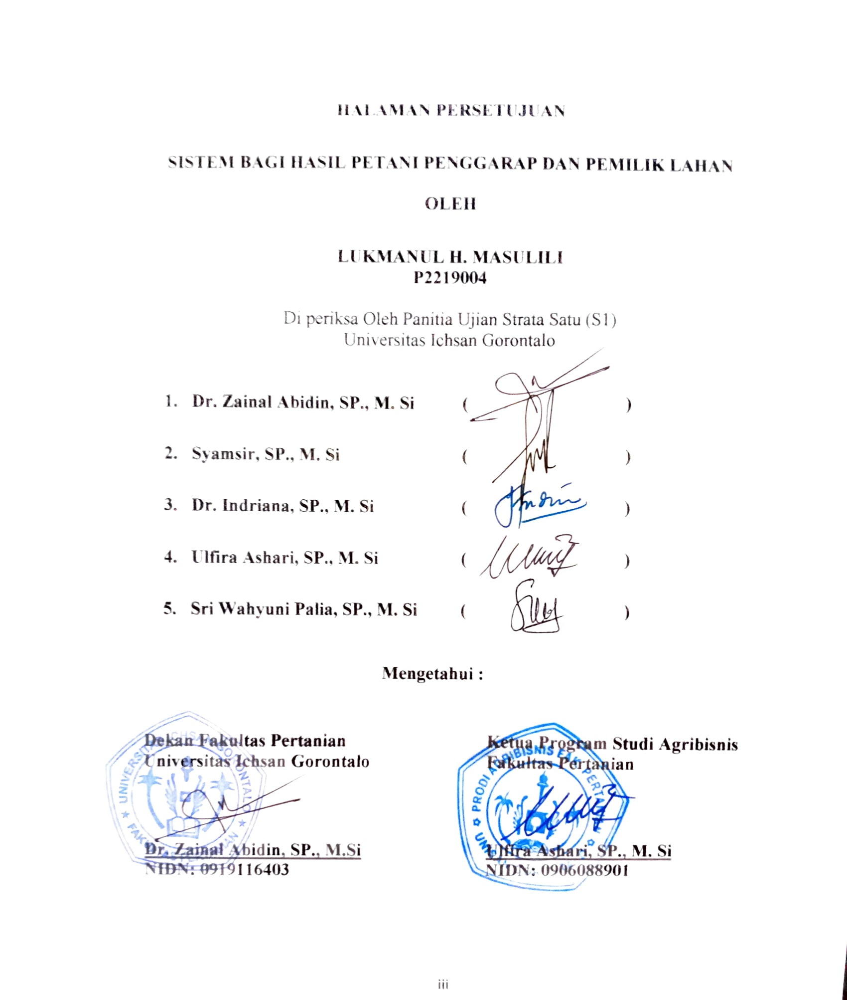 HALAMAN PERSETUJUAN
SISTEM BAGI HASIL PETANI PENGGARAP DAN PEMILIK LAHAN
OLEH
LUKMANUL H. MASULILI
P2219004
Di periksa Oleh Panitia Ujian Strata Satu (S1)
Universitas Ichsan Gorontalo
1. Dr. Zainal Abidin, SP., M. Si ( )
2. Syamsir, SP., M. Si ( )
3. Dr. Indriana, SP., M. Si ( )
4. Ulfira Ashari, SP., M. Si ( )
5. Sri Wahyuni Palia, SP., M. Si ( )
Mengetahui :
Dekan Fakultas Pertanian
Universitas Ichsan Gorontalo
Dr. Zainal Abidin, SP., M.Si
NIDN: 0919116403
Ketua Program Studi Agribisnis
Fakultas Pertanian
Ulfira Ashari, SP., M. Si
NIDN: 0906088901
iii